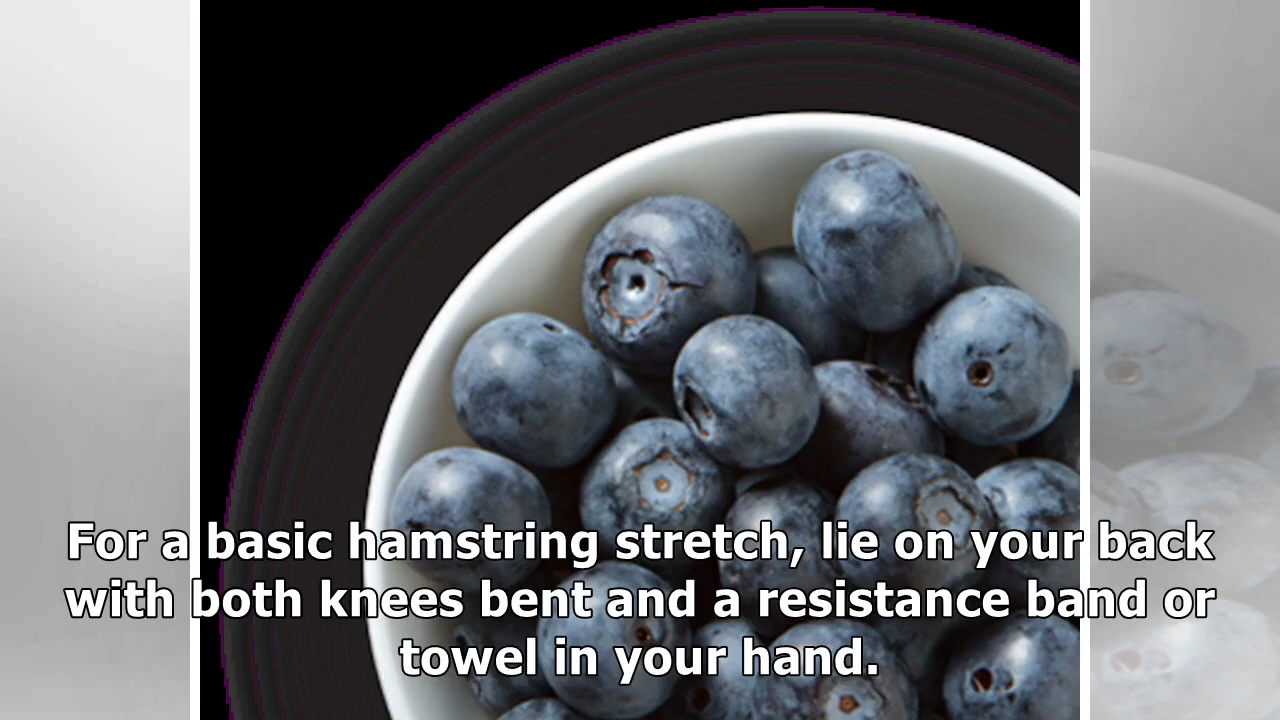 For a basic hamstring stretch, lie on your back
with both knees bent and a resistance band or
towel in your hand.